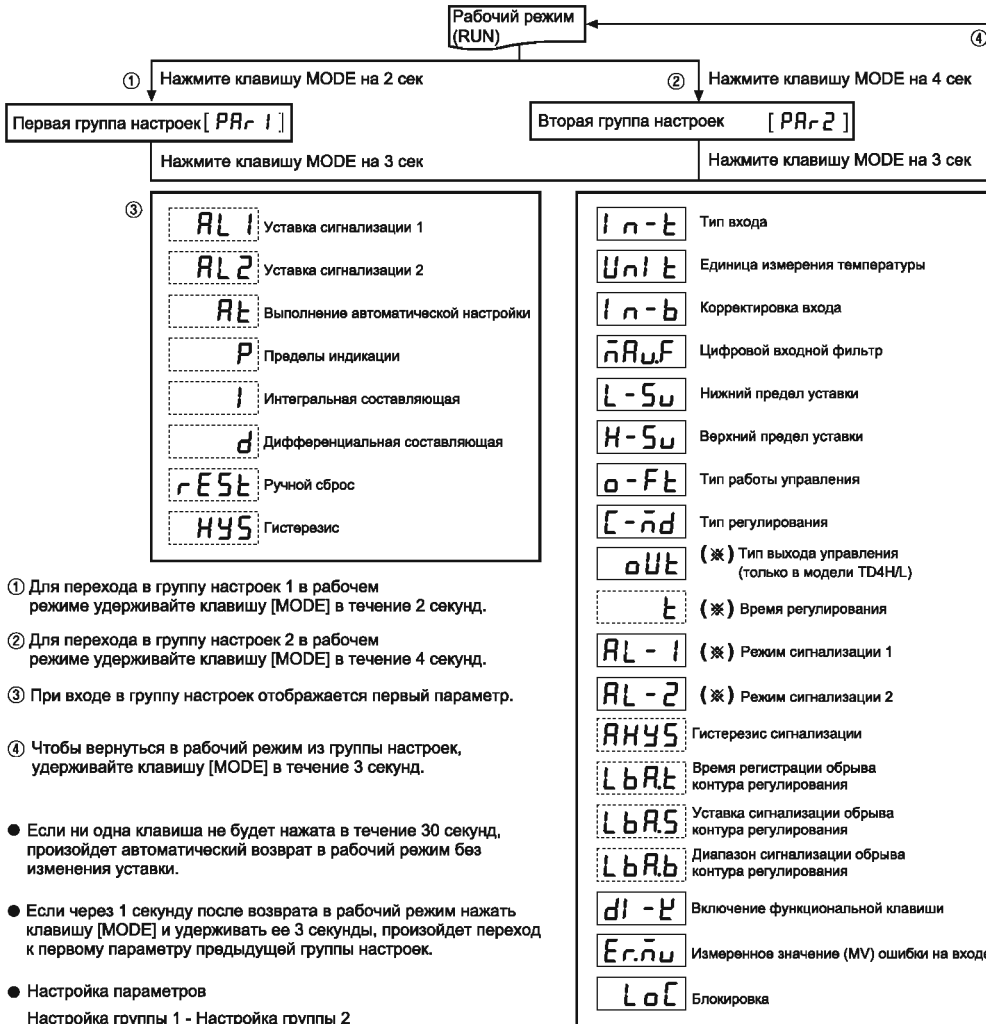 Рабочий режим
(RUN)
④
① Нажмите клавишу MODE на 2 сек
② Нажмите клавишу MODE на 4 сек
Первая группа настроек [ PAr 1 ]
Вторая группа настроек [ PAr2 ]
Нажмите клавишу MODE на 3 сек
Нажмите клавишу MODE на 3 сек
③
AL 1 Уставка сигнализации 1
AL2 Уставка сигнализации 2
At Выполнение автоматической настройки
P Пределы индикации
I Интегральная составляющая
d Дифференциальная составляющая
rESt Ручной сброс
HYS Гистерезис
① Для перехода в группу настроек 1 в рабочем
режиме удерживайте клавишу [MODE] в течение 2 секунд.
② Для перехода в группу настроек 2 в рабочем
режиме удерживайте клавишу [MODE] в течение 4 секунд.
③ При входе в группу настроек отображается первый параметр.
④ Чтобы вернуться в рабочий режим из группы настроек,
удерживайте клавишу [MODE] в течение 3 секунд.
● Если ни одна клавиша не будет нажата в течение 30 секунд,
произойдет автоматический возврат в рабочий режим без
изменения уставки.
● Если через 1 секунду после возврата в рабочий режим нажать
клавишу [MODE] и удерживать ее 3 секунды, произойдет переход
к первому параметру предыдущей группы настроек.
● Настройка параметров
Настройка группы 1 - Настройка группы 2
In-t Тип входа
UnIt Единица измерения температуры
In-b Корректировка входа
mAv.F Цифровой входной фильтр
L-Sv Нижний предел уставки
H-Sv Верхний предел уставки
o-Ft Тип работы управления
C-md Тип регулирования
oUt (※) Тип выхода управления
(только в модели TD4H/L)
t (※) Время регулирования
AL-1 (※) Режим сигнализации 1
AL-2 (※) Режим сигнализации 2
AHYS Гистерезис сигнализации
LbA.t Время регистрации обрыва
контура регулирования
LbA.S Уставка сигнализации обрыва
контура регулирования
LbA.b Диапазон сигнализации обрыва
контура регулирования
dI-K Включение функциональной клавиши
Er.mv Измеренное значение (MV) ошибки на входе
LoC Блокировка